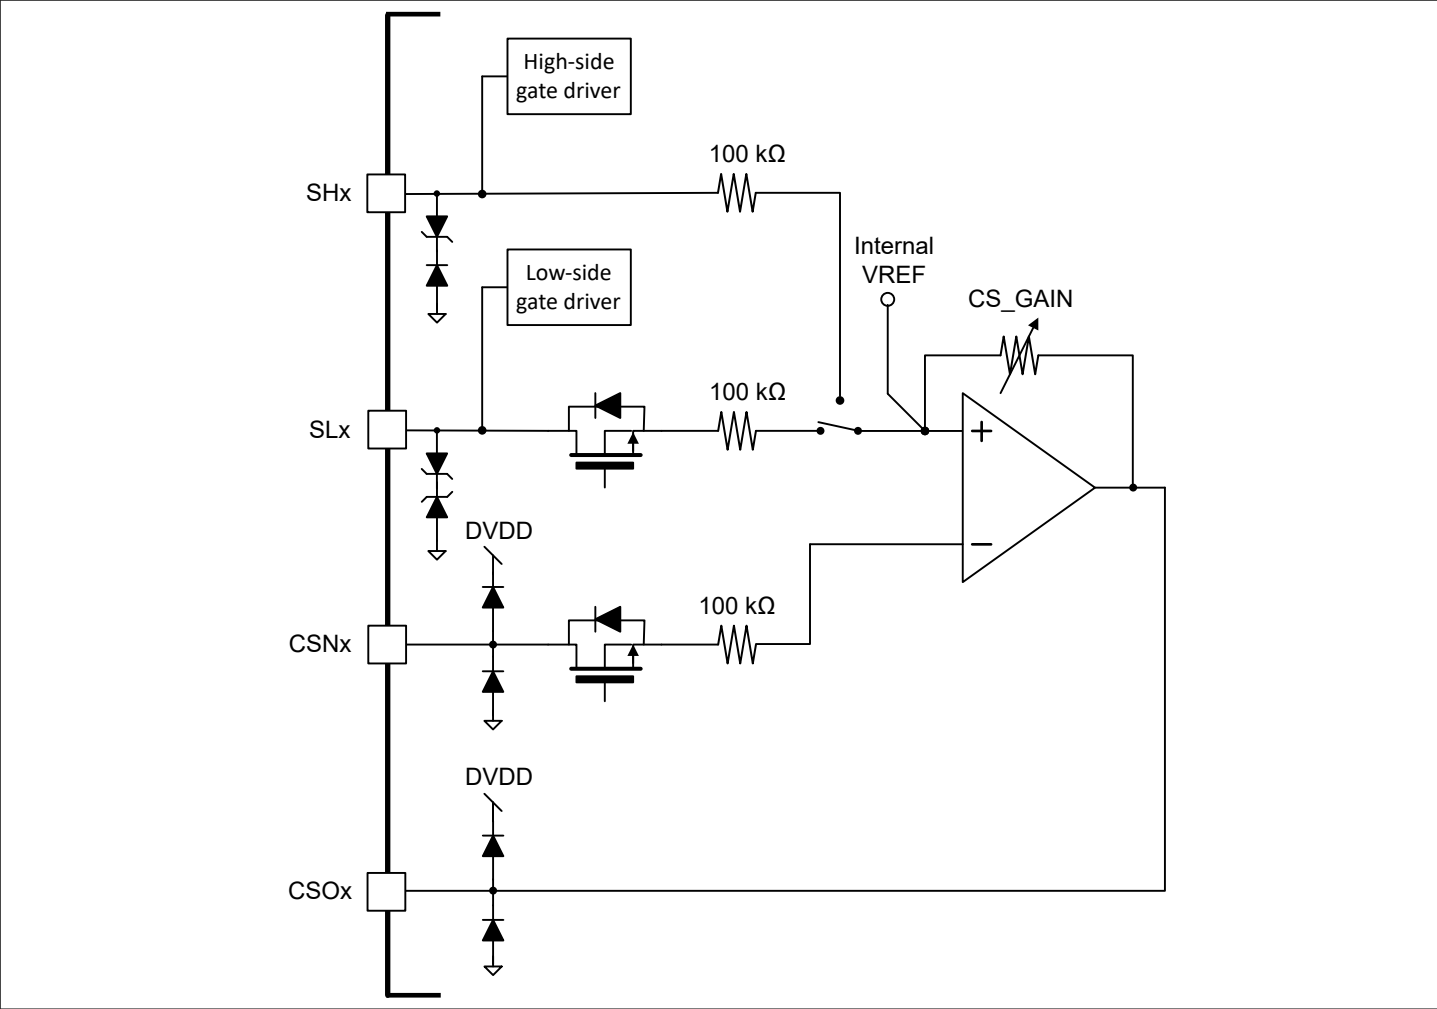 High-side
gate driver
100 kΩ
SHx
Internal
VREF
Low-side
gate driver
CS_GAIN
100 kΩ
SLx
+
−
DVDD
100 kΩ
CSNx
DVDD
CSOx